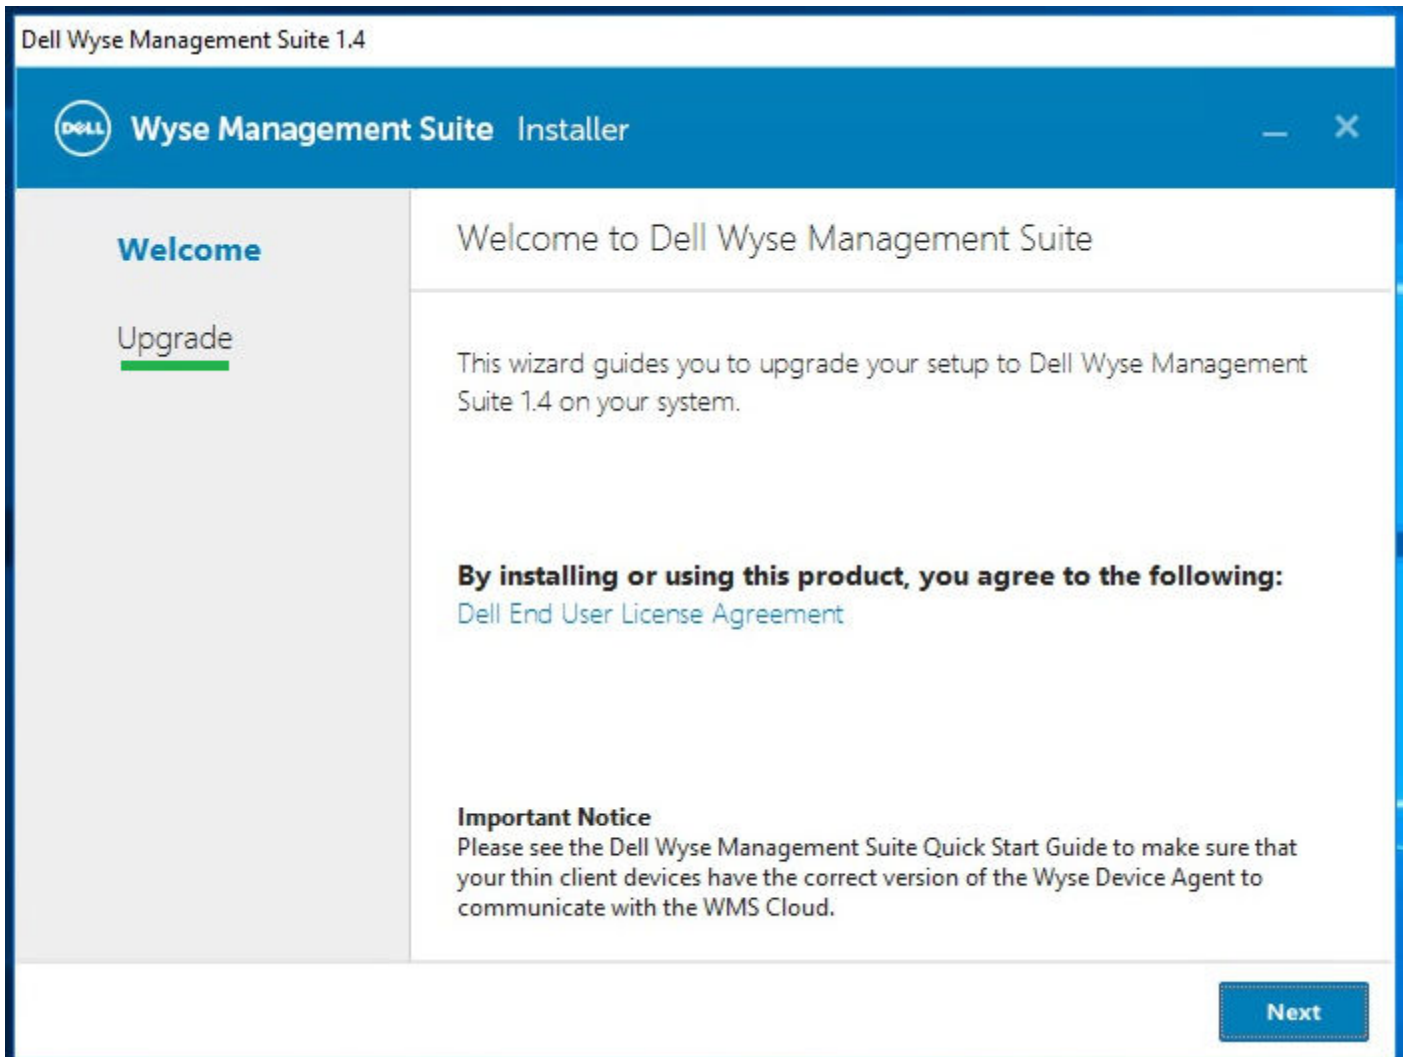 Dell Wyse Management Suite 1.4
DELL Wyse Management Suite Installer
Welcome
Upgrade
Welcome to Dell Wyse Management Suite
This wizard guides you to upgrade your setup to Dell Wyse Management
Suite 1.4 on your system.
By installing or using this product, you agree to the following:
Dell End User License Agreement
Important Notice
Please see the Dell Wyse Management Suite Quick Start Guide to make sure that
your thin client devices have the correct version of the Wyse Device Agent to
communicate with the WMS Cloud.
Next